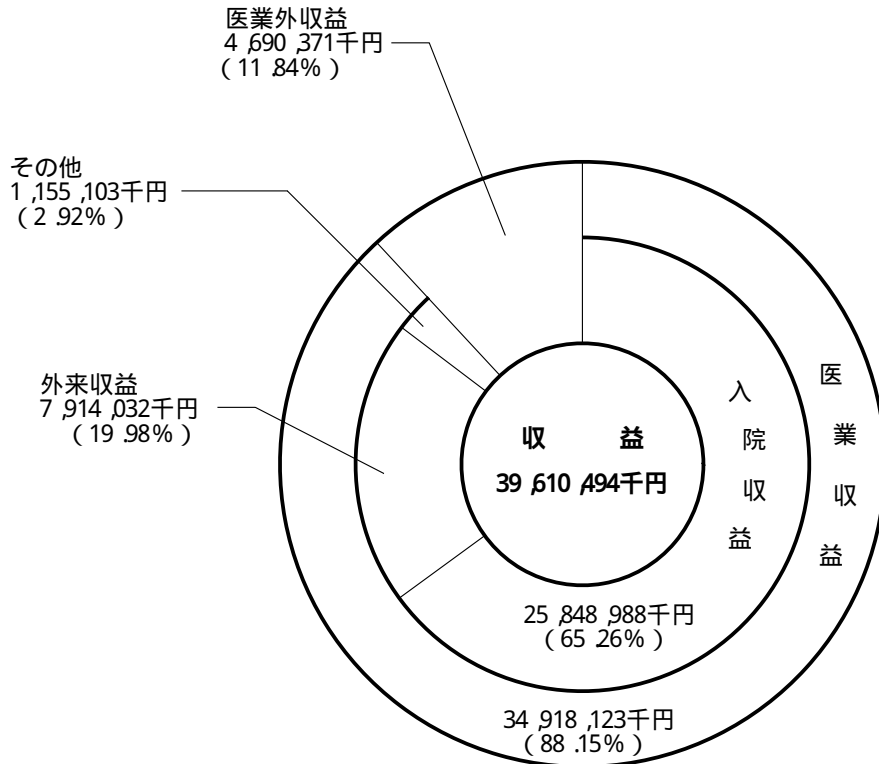 医業外収益
4,690,371千円
（11.84%）
その他
1,155,103千円
（2.92%）
外来収益
7,914,032千円
（19.98%）
収　益
39,610,494千円
入院収益
25,848,988千円
（65.26%）
医業収益
34,918,123千円
（88.15%）